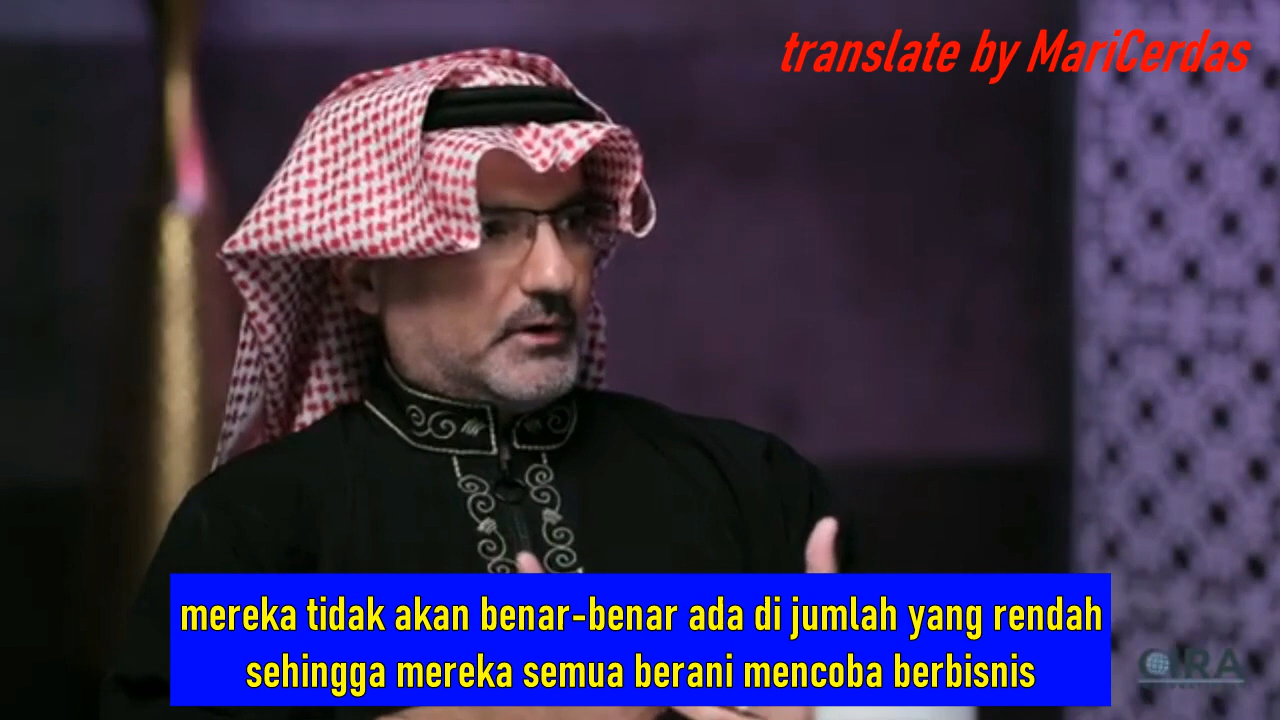 translate by MariCerdas
mereka tidak akan benar-benar ada di jumlah yang rendah
sehingga mereka semua berani mencoba berbisnis